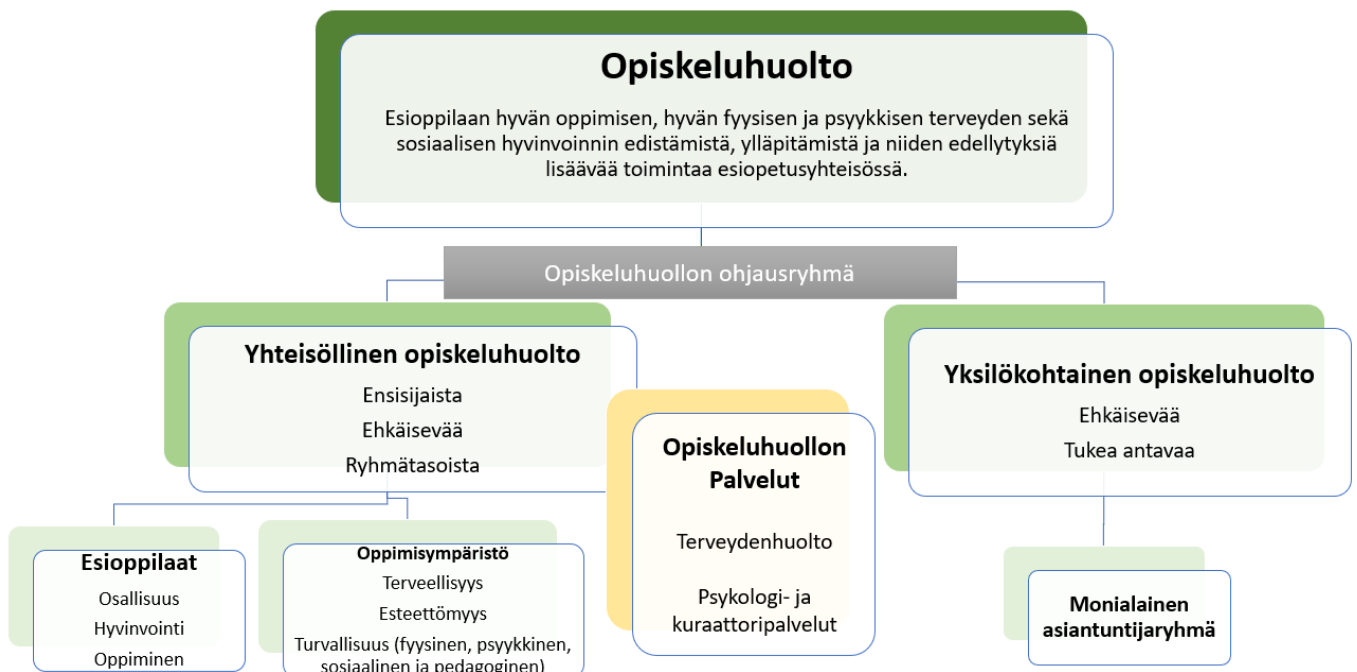 Opiskeluhuolto
Esioppilaan hyvän oppimisen, hyvän fyysisen ja psyykkisen terveyden sekä
sosiaalisen hyvinvoinnin edistämistä, ylläpitämistä ja niiden edellytyksiä
lisäävää toimintaa esiopetusyhteisössä.
Opiskeluhuollon ohjausryhmä
Yhteisöllinen opiskeluhuolto
Ensisijaista
Ehkäisevää
Ryhmätasoista
Opiskeluhuollon
Palvelut
Terveydenhuolto
Psykologi- ja
kuraattoripalvelut
Yksilökohtainen opiskeluhuolto
Ehkäisevää
Tukea antavaa
Esioppilaat
Osallisuus
Hyvinvointi
Oppiminen
Oppimisympäristö
Terveellisyys
Esteettömyys
Turvallisuus (fyysinen, psyykkinen,
sosiaalinen ja pedagoginen)
Monialainen
asiantuntijaryhmä